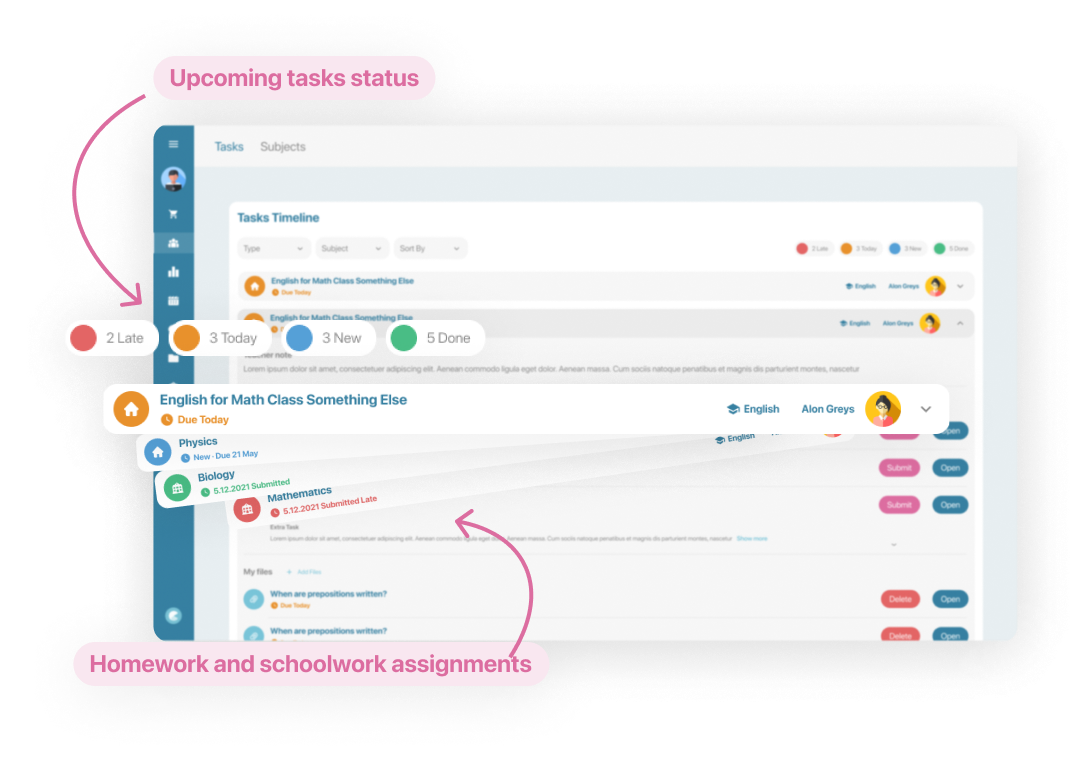 Upcoming tasks status
Tasks Subjects
Tasks Timeline
Type Subject Sort By 2 Late 3 Today 3 New 5 Done
English for Math Class Something Else
Due Today
English Alon Greys
English for Math Class Something Else
English Alon Greys
2 Late 3 Today 3 New 5 Done
Teacher note
Lorem ipsum dolor sit amet, consectetuer adipiscing elit. Aenean commodo ligula eget dolor. Aenean massa. Cum sociis natoque penatibus et magnis dis parturient montes, nascetur
English for Math Class Something Else
Due Today
English Alon Greys
Open
Physics
New · Due 21 May
English
Biology
5.12.2021 Submitted
Submit Open
Mathematics
5.12.2021 Submitted Late
Submit Open
Extra Task
Lorem ipsum dolor sit amet, consectetuer adipiscing elit. Aenean commodo ligula eget dolor. Aenean massa. Cum sociis natoque penatibus et magnis dis parturient montes, nascetur Show more
My files + Add Files
When are prepositions written?
Due Today
Delete Open
When are prepositions written?
Delete Open
Homework and schoolwork assignments